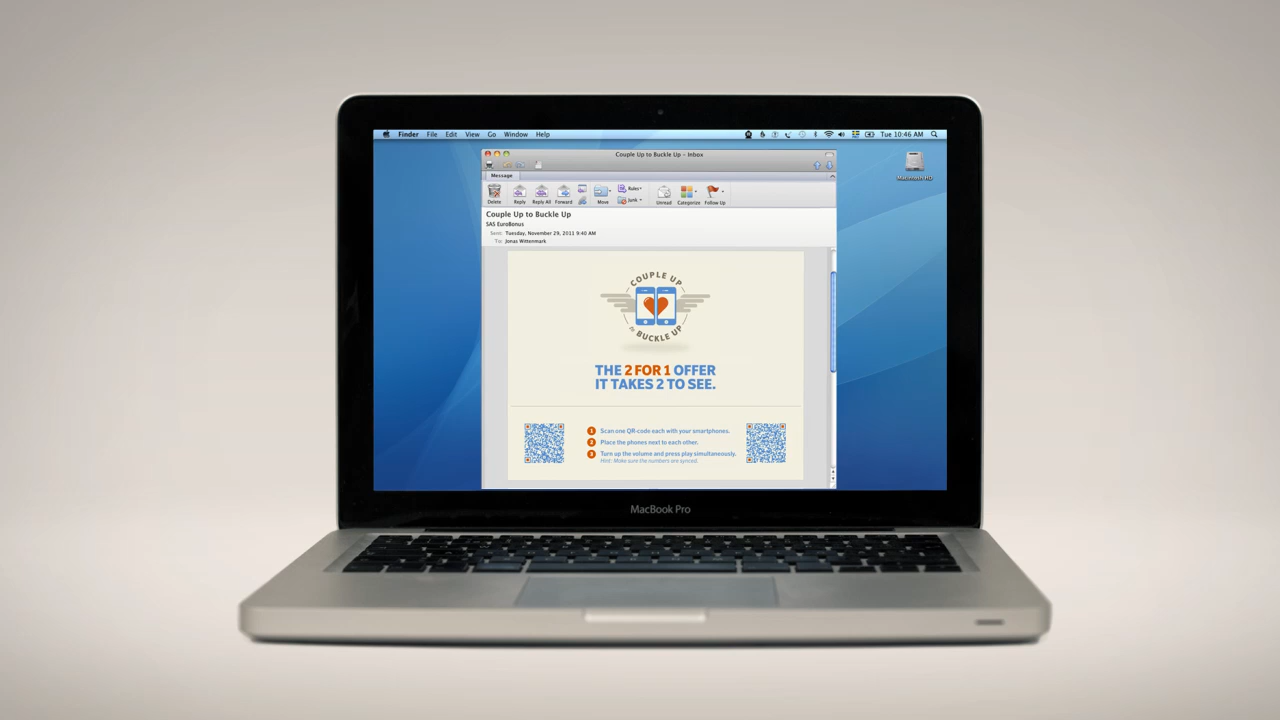 Finder File Edit View Go Window Help Tue 10:46 AM
Macintosh HD
Couple Up to Buckle Up – Inbox
Message
Delete Reply Reply All Forward Move Rules Junk Unread Categorize Follow Up
Couple Up to Buckle Up
SAS EuroBonus
Sent: Tuesday, November 29, 2011 9:40 AM
To: Jonas Wittenmark
COUPLE UP
to BUCKLE UP
THE 2 FOR 1 OFFER
IT TAKES 2 TO SEE.
1 Scan one QR-code each with your smartphones.
2 Place the phones next to each other.
3 Turn up the volume and press play simultaneously.
Hint: Make sure the numbers are synced.
MacBook Pro